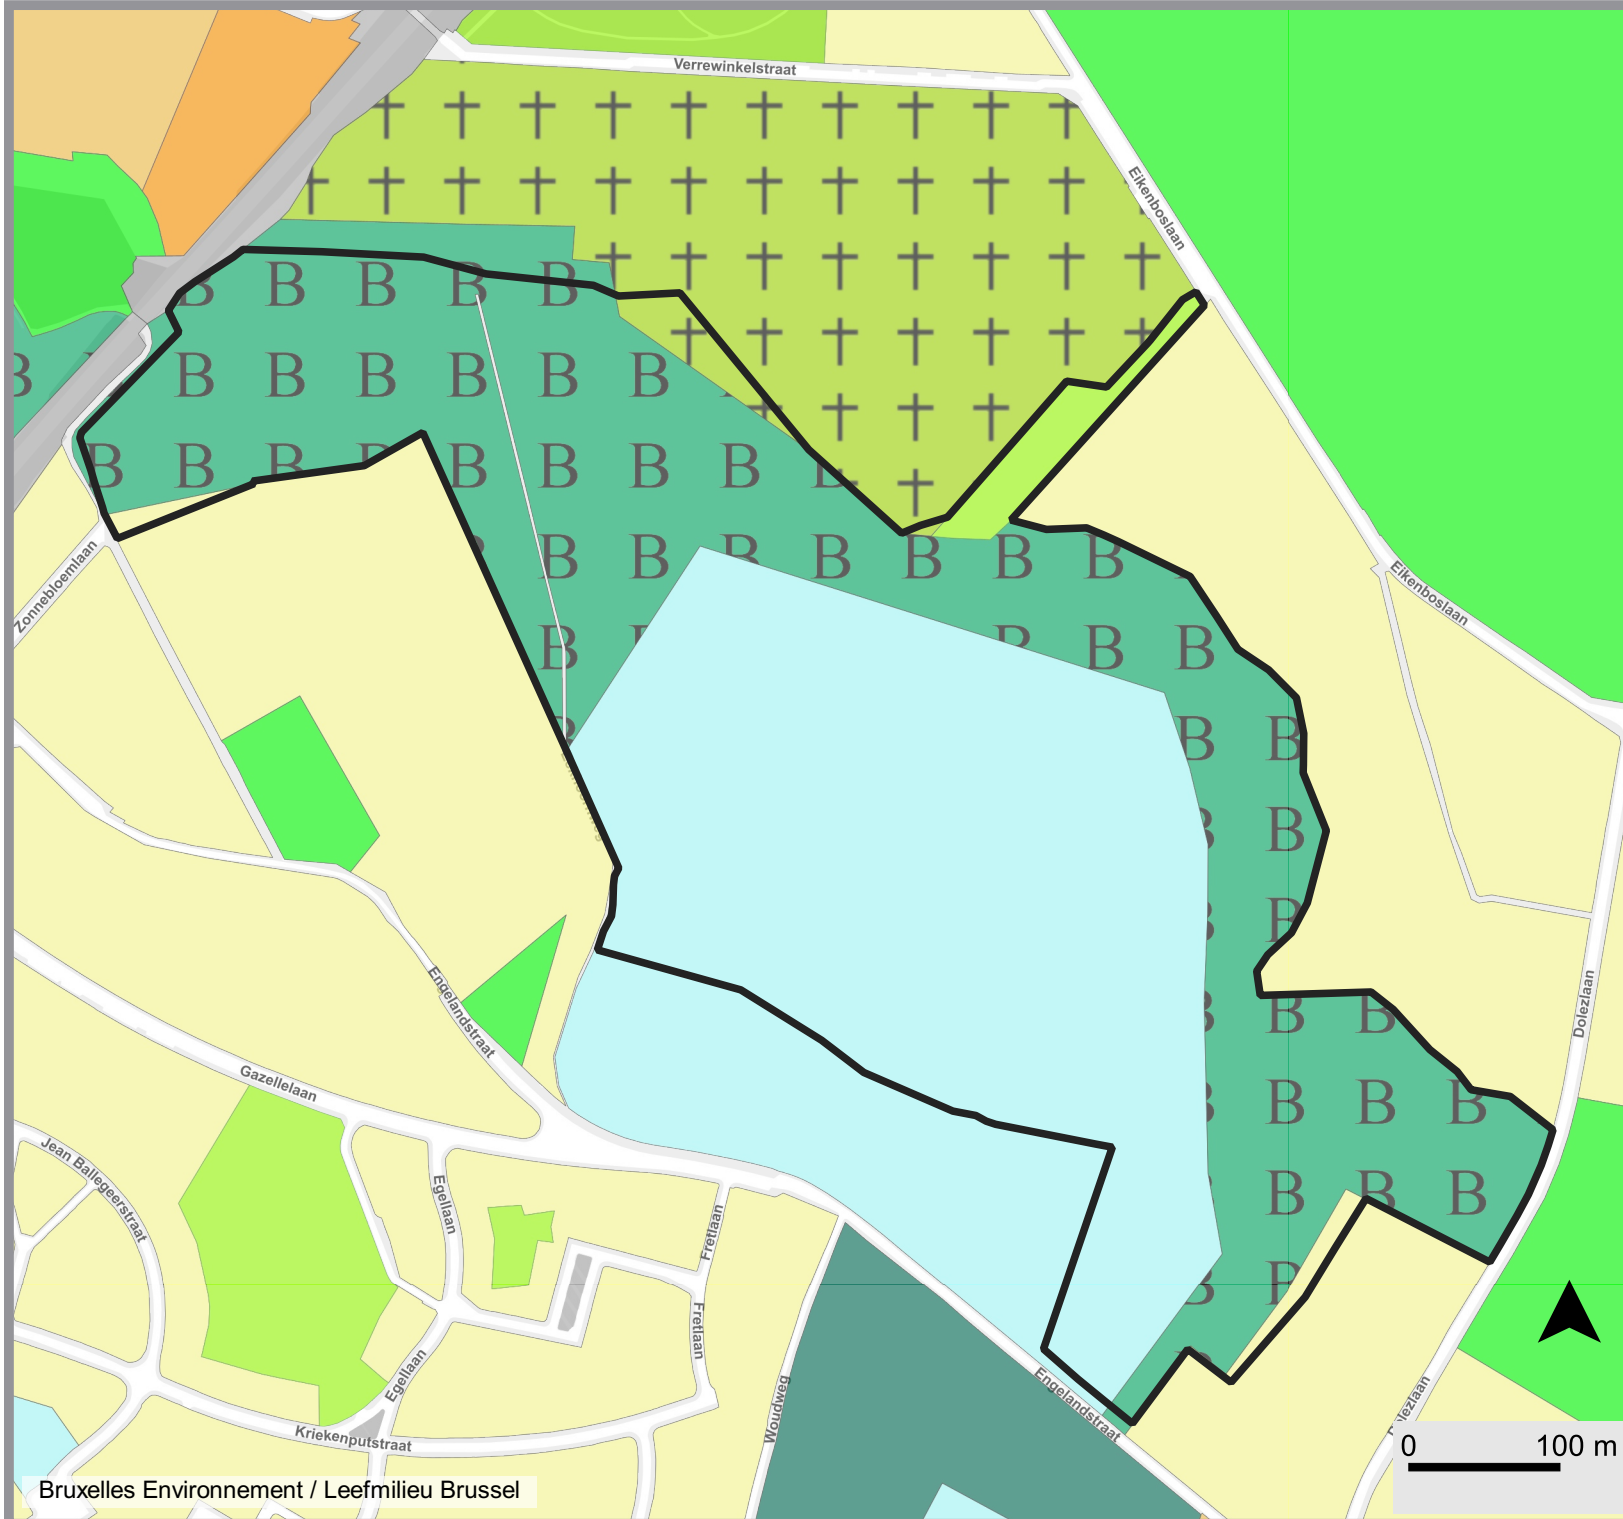 Verrewinkelstraat
Eikenboslaan
Zonnebloemlaan
Eikenboslaan
Engelandstraat
Dolezlaan
Gazellelaan
Jean Ballegeerstraat
Egellaan
Fretlaan
Fretlaan
Egellaan
Woudweg
Engelandstraat
Kriekenputstraat
0 100 m
Bruxelles Environnement / Leefmilieu Brussel
B B B B B
B B B B B B
B B B B B B B
B B B B B B
B B B
B B
B
B B
B B B
B B